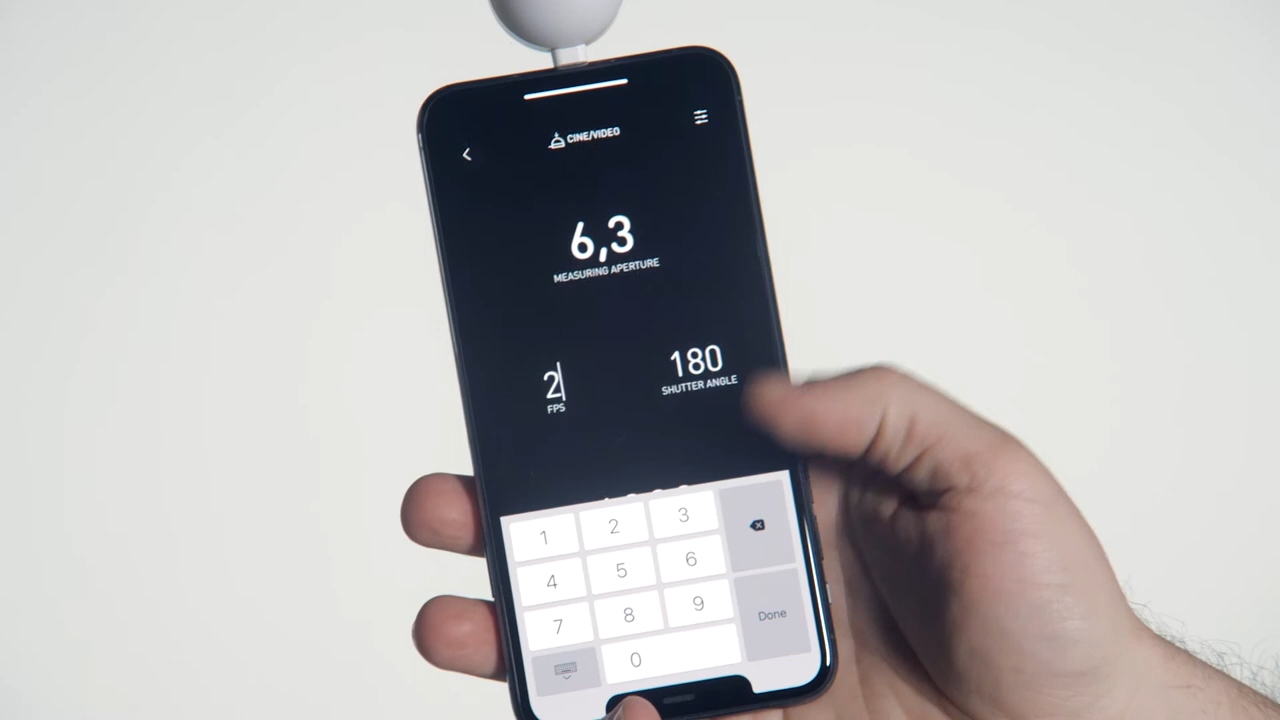 CINE/VIDEO
6,3
MEASURING APERTURE
2
FPS
180
SHUTTER ANGLE
1 2 3
4 5 6
7 8 9
Done
0